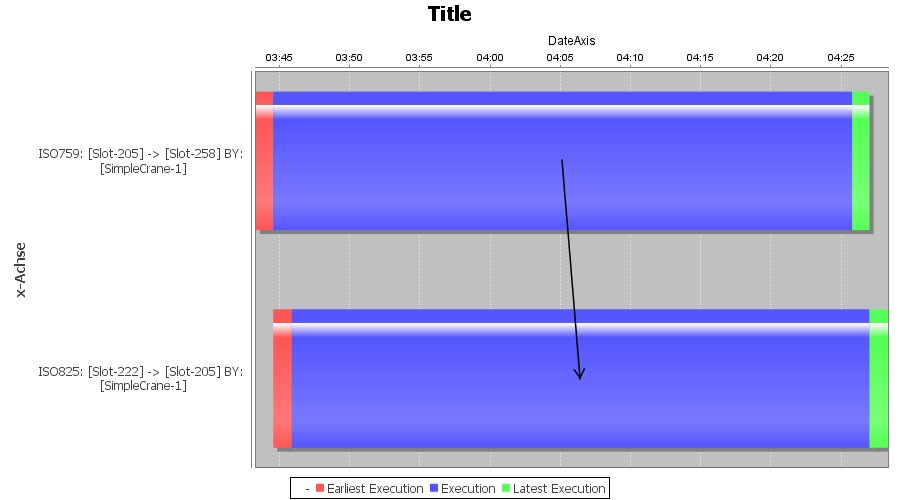 Title
DateAxis
03:45 03:50 03:55 04:00 04:05 04:10 04:15 04:20 04:25
ISO759: [Slot-205] -> [Slot-258] BY:
[SimpleCrane-1]
x-Achse
ISO825: [Slot-222] -> [Slot-205] BY:
[SimpleCrane-1]
- Earliest Execution Execution Latest Execution